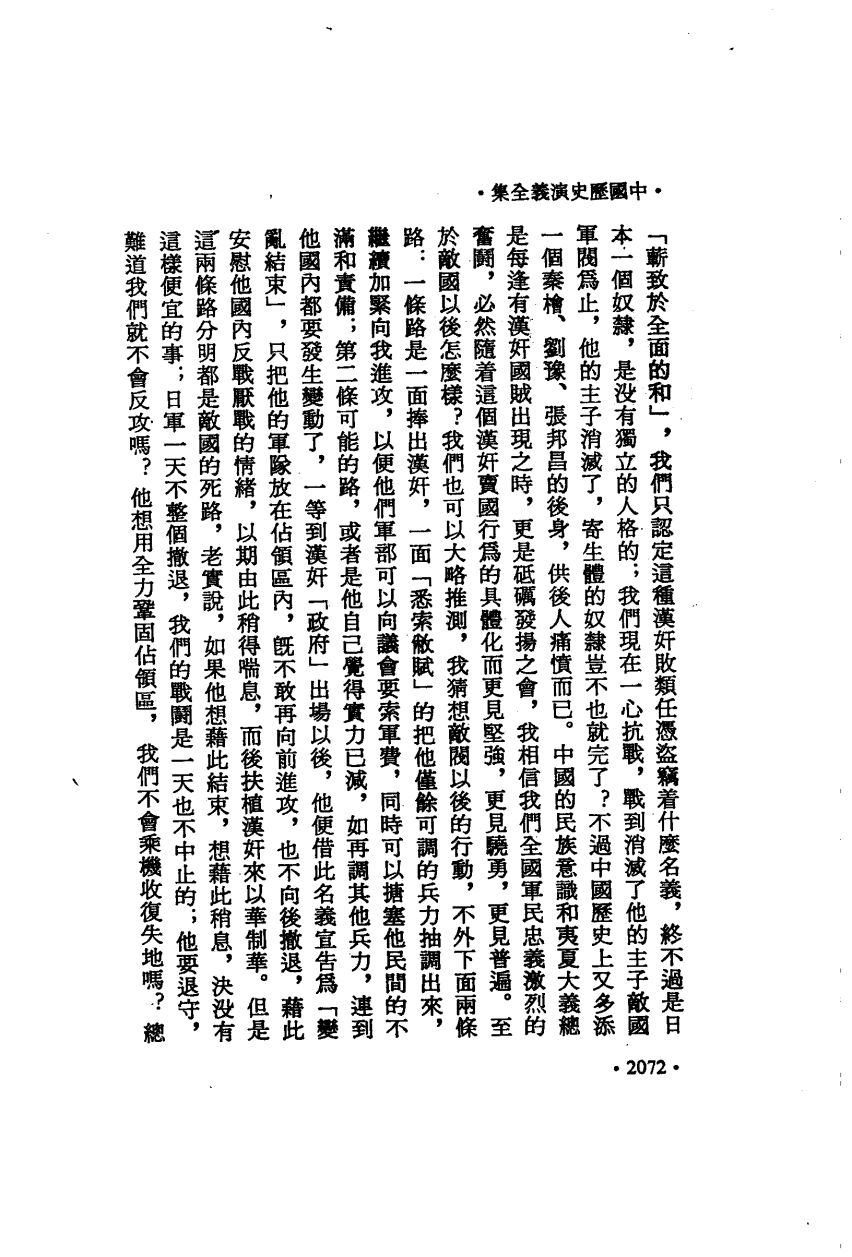 ·中國歷史演義全集·
「蘄致於全面的和」，我們只認定這種漢奸敗類任憑盜竊着什麼名義，終不過是日
本一個奴隸，是没有獨立的人格的；我們現在一心抗戰，戰到消滅了他的主子敵國
軍閥爲止，他的主子消滅了，寄生體的奴隸豈不也就完了？不過中國歷史上又多添
一個秦檜、劉豫、張邦昌的後身，供後人痛憤而已。中國的民族意識和夷夏大義總
是每逢有漢奸國賊出現之時，更是砥礪發揚之會，我相信我們全國軍民忠義激烈的
奮鬭，必然隨着這個漢奸賣國行爲的具體化而更見堅強，更見驍勇，更見普遍。至
於敵國以後怎麼樣？我們也可以大略推測，我猜想敵閥以後的行動，不外下面兩條
路：一條路是一面捧出漢奸，一面「悉索敝賦」的把他僅餘可調的兵力抽調出來，
繼續加緊向我進攻，以便他們軍部可以向議會要索軍費，同時可以搪塞他民間的不
滿和責備；第二條可能的路，或者是他自己覺得實力已減，如再調其他兵力，連到
他國內都要發生變動了，一等到漢奸「政府」出場以後，他便借此名義宣告爲「變
亂結束」，只把他的軍隊放在佔領區內，旣不敢再向前進攻，也不向後撤退，藉此
安慰他國內反戰厭戰的情緒，以期由此稍得喘息，而後扶植漢奸來以華制華。但是
這兩條路分明都是敵國的死路，老實說，如果他想藉此結束，想藉此稍息，決没有
這樣便宜的事；日軍一天不整個撤退，我們的戰鬭是一天也不中止的；他要退守，
難道我們就不會反攻嗎？他想用全力鞏固佔領區，我們不會乘機收復失地嗎？總
·2072·